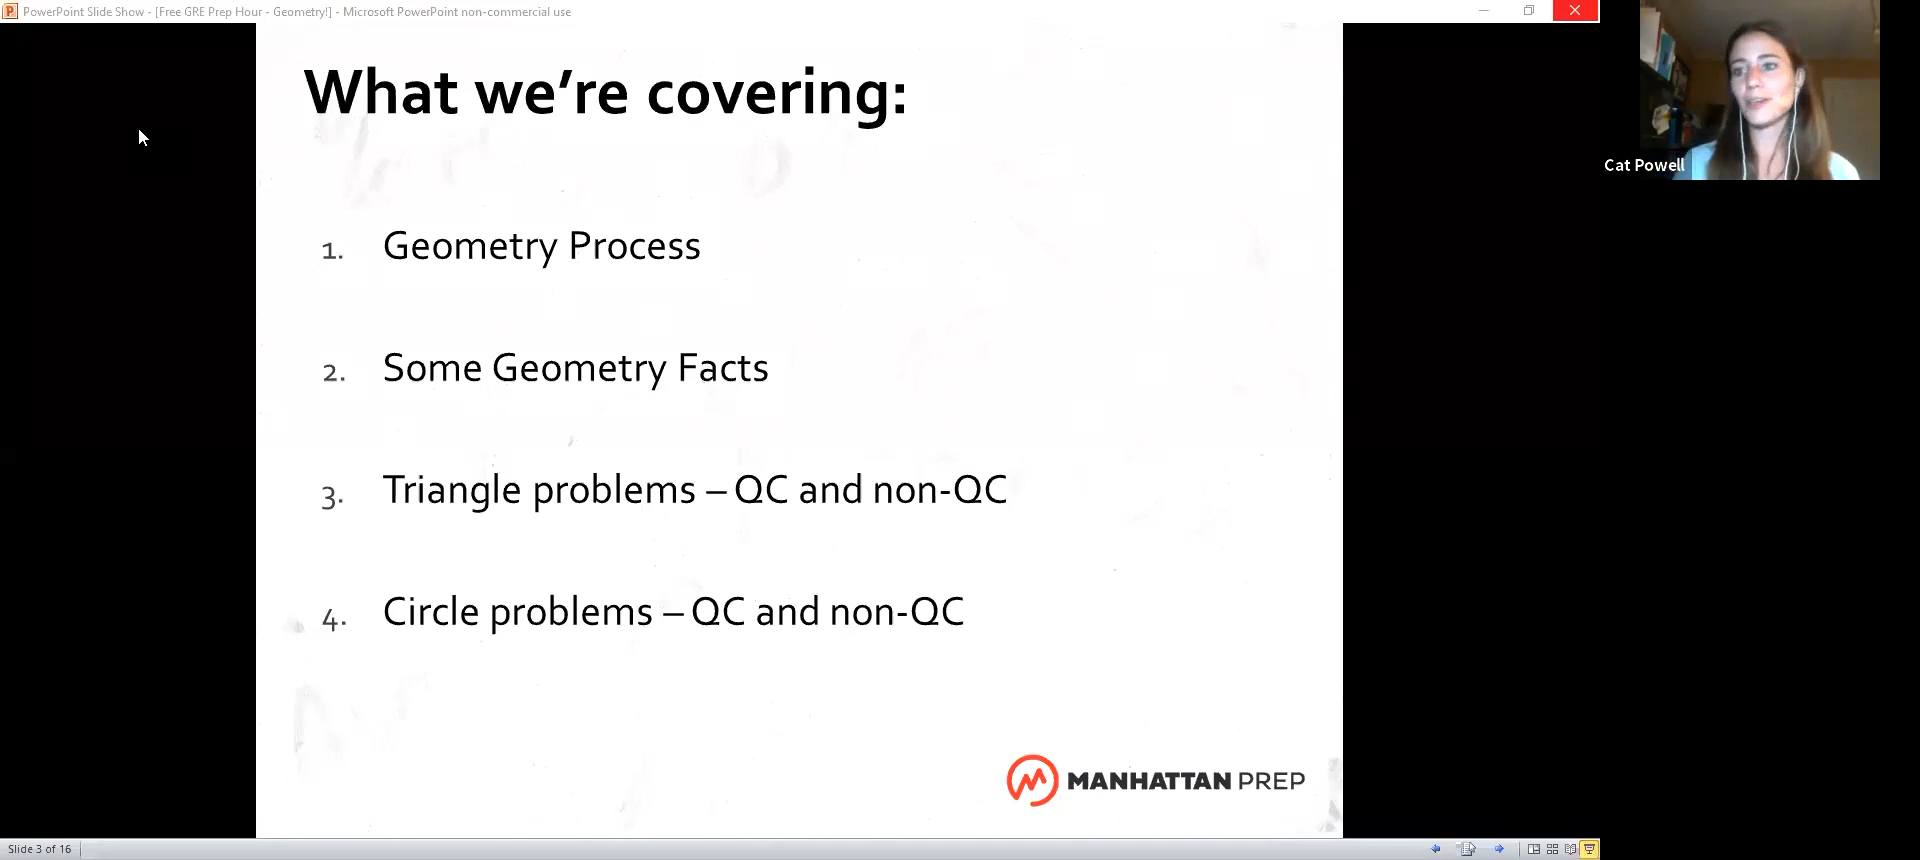 PowerPoint Slide Show - [Free GRE Prep Hour - Geometry!] - Microsoft PowerPoint non-commercial use
What we're covering:
Cat Powell
1. Geometry Process
2. Some Geometry Facts
3. Triangle problems – QC and non-QC
4. Circle problems – QC and non-QC
MANHATTAN PREP
Slide 3 of 16